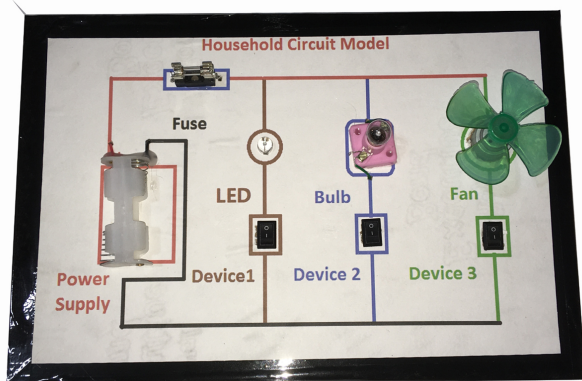 Household Circuit Model
Fuse
LED
Bulb
Fan
Power
Supply
Device1
Device 2
Device 3